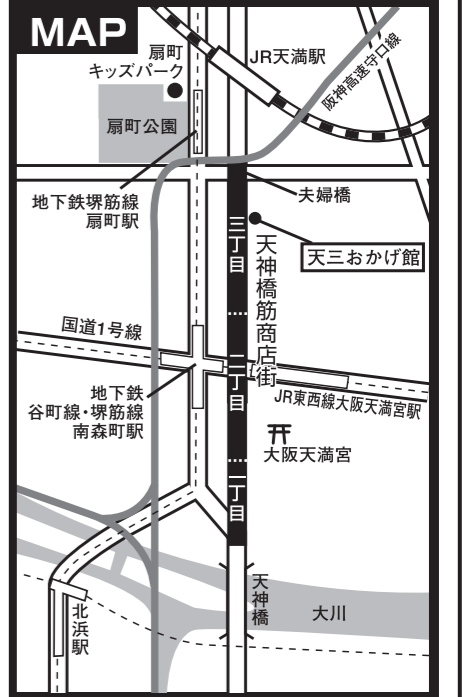 MAP
扇町
キッズパーク
JR天満駅
阪神高速守口線
扇町公園
地下鉄堺筋線
扇町駅
夫婦橋
三丁目
天神橋筋商店街
天三おかげ館
国道1号線
二丁目
地下鉄
谷町線・堺筋線
南森町駅
JR東西線大阪天満宮駅
大阪天満宮
一丁目
天神橋
大川
北浜駅